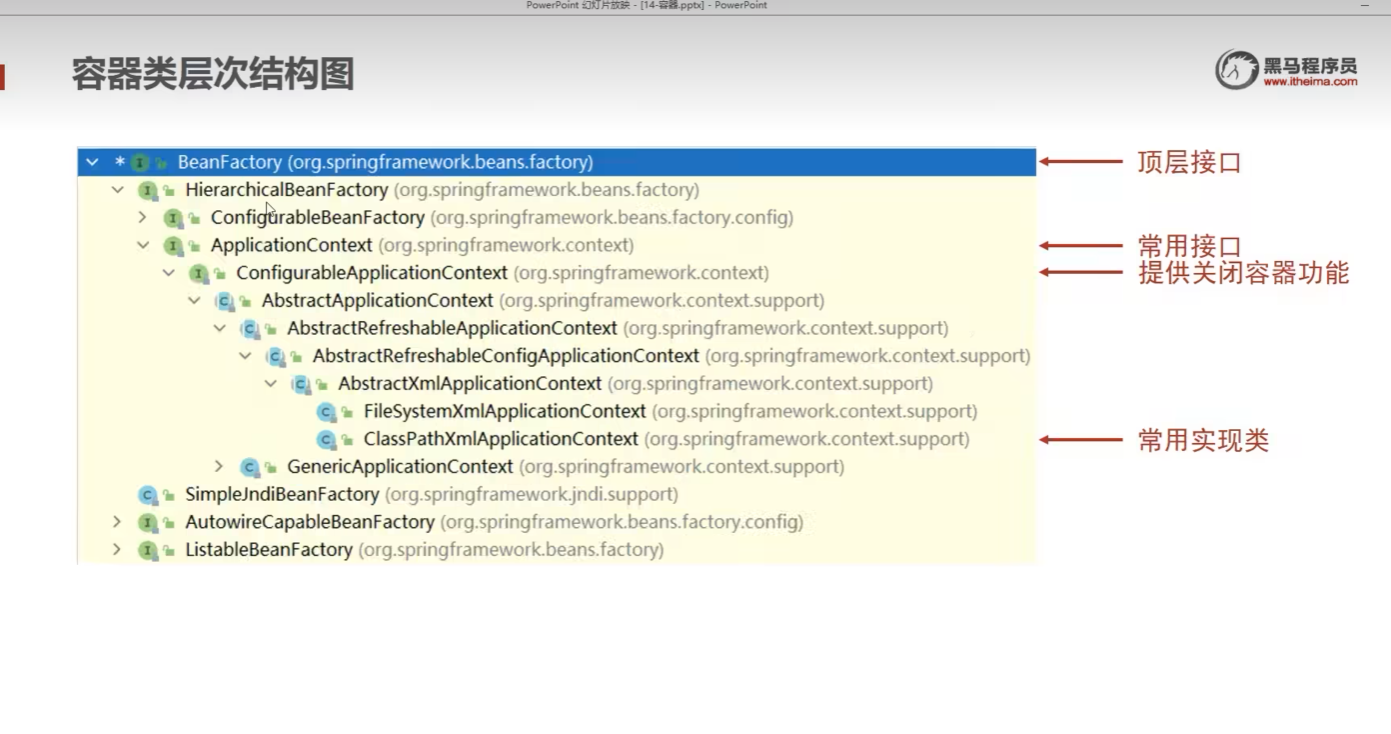 PowerPoint 幻灯片放映 - [14-容器.pptx] - PowerPoint
容器类层次结构图
黑马程序员
www.itheima.com
* I BeanFactory (org.springframework.beans.factory)
顶层接口
I HierarchicalBeanFactory (org.springframework.beans.factory)
I ConfigurableBeanFactory (org.springframework.beans.factory.config)
I ApplicationContext (org.springframework.context)
常用接口
I ConfigurableApplicationContext (org.springframework.context)
提供关闭容器功能
C AbstractApplicationContext (org.springframework.context.support)
C AbstractRefreshableApplicationContext (org.springframework.context.support)
C AbstractRefreshableConfigApplicationContext (org.springframework.context.support)
C AbstractXmlApplicationContext (org.springframework.context.support)
C FileSystemXmlApplicationContext (org.springframework.context.support)
C ClassPathXmlApplicationContext (org.springframework.context.support)
常用实现类
C GenericApplicationContext (org.springframework.context.support)
C SimpleJndiBeanFactory (org.springframework.jndi.support)
I AutowireCapableBeanFactory (org.springframework.beans.factory.config)
I ListableBeanFactory (org.springframework.beans.factory)